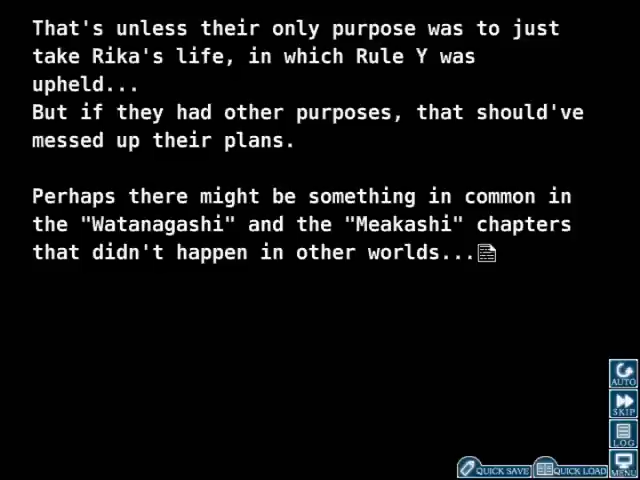 That's unless their only purpose was to just
take Rika's life, in which Rule Y was
upheld...
But if they had other purposes, that should've
messed up their plans.
Perhaps there might be something in common in
the "Watanagashi" and the "Meakashi" chapters
that didn't happen in other worlds...
AUTO
SKIP
LOG
QUICK SAVE QUICK LOAD MENU